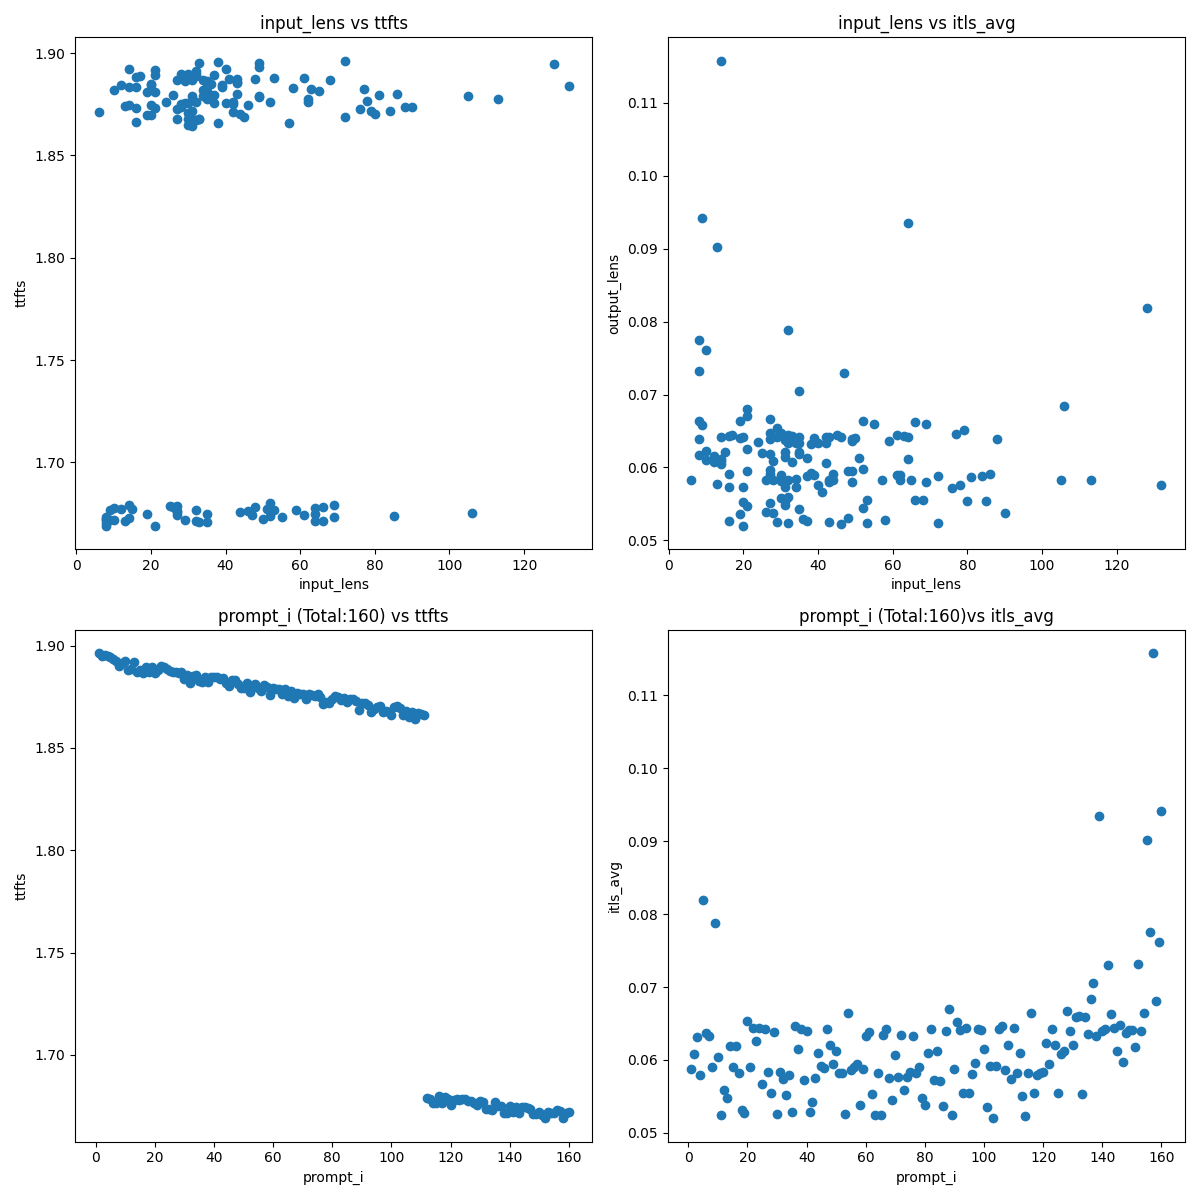 input_lens vs ttfts
1.90
1.85
1.80
1.75
1.70
ttfts
0 20 40 60 80 100 120
input_lens
input_lens vs itls_avg
0.11
0.10
0.09
0.08
0.07
0.06
0.05
output_lens
0 20 40 60 80 100 120
input_lens
prompt_i (Total:160) vs ttfts
1.90
1.85
1.80
1.75
1.70
ttfts
0 20 40 60 80 100 120 140 160
prompt_i
prompt_i (Total:160)vs itls_avg
0.11
0.10
0.09
0.08
0.07
0.06
0.05
itls_avg
0 20 40 60 80 100 120 140 160
prompt_i